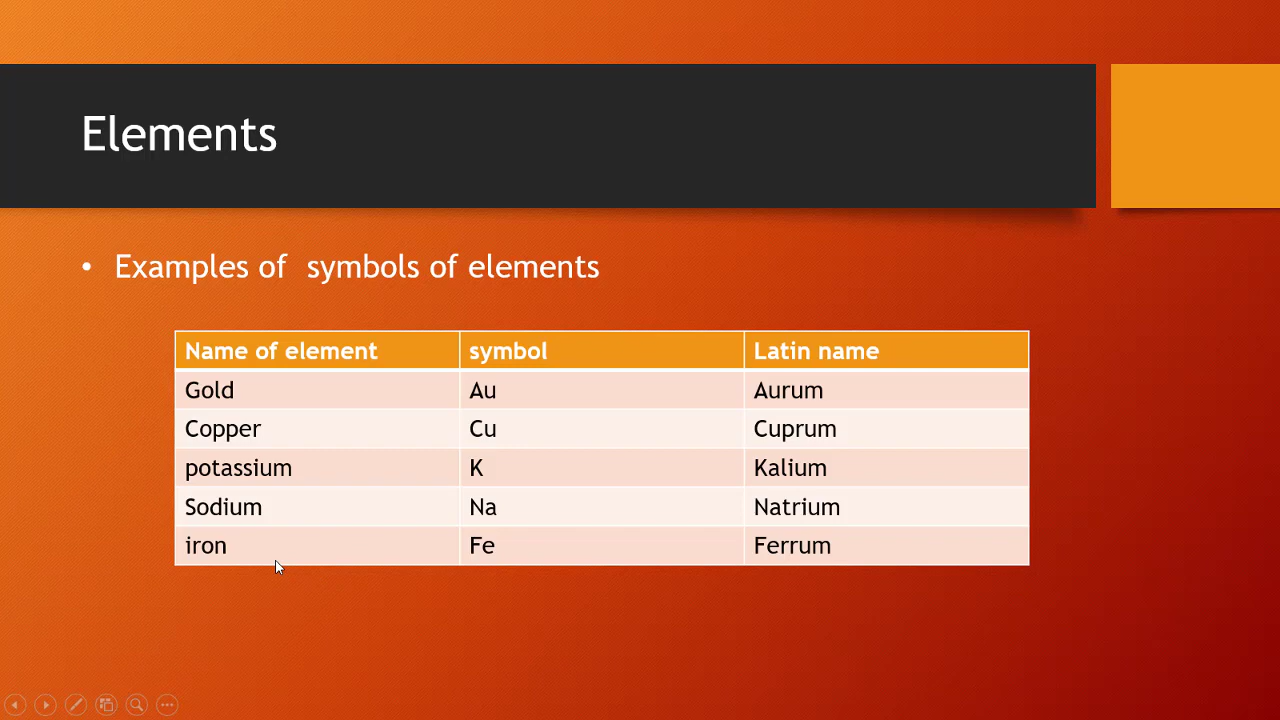 Elements
• Examples of  symbols of elements
Name of element symbol Latin name
Gold Au Aurum
Copper Cu Cuprum
potassium K Kalium
Sodium Na Natrium
iron Fe Ferrum